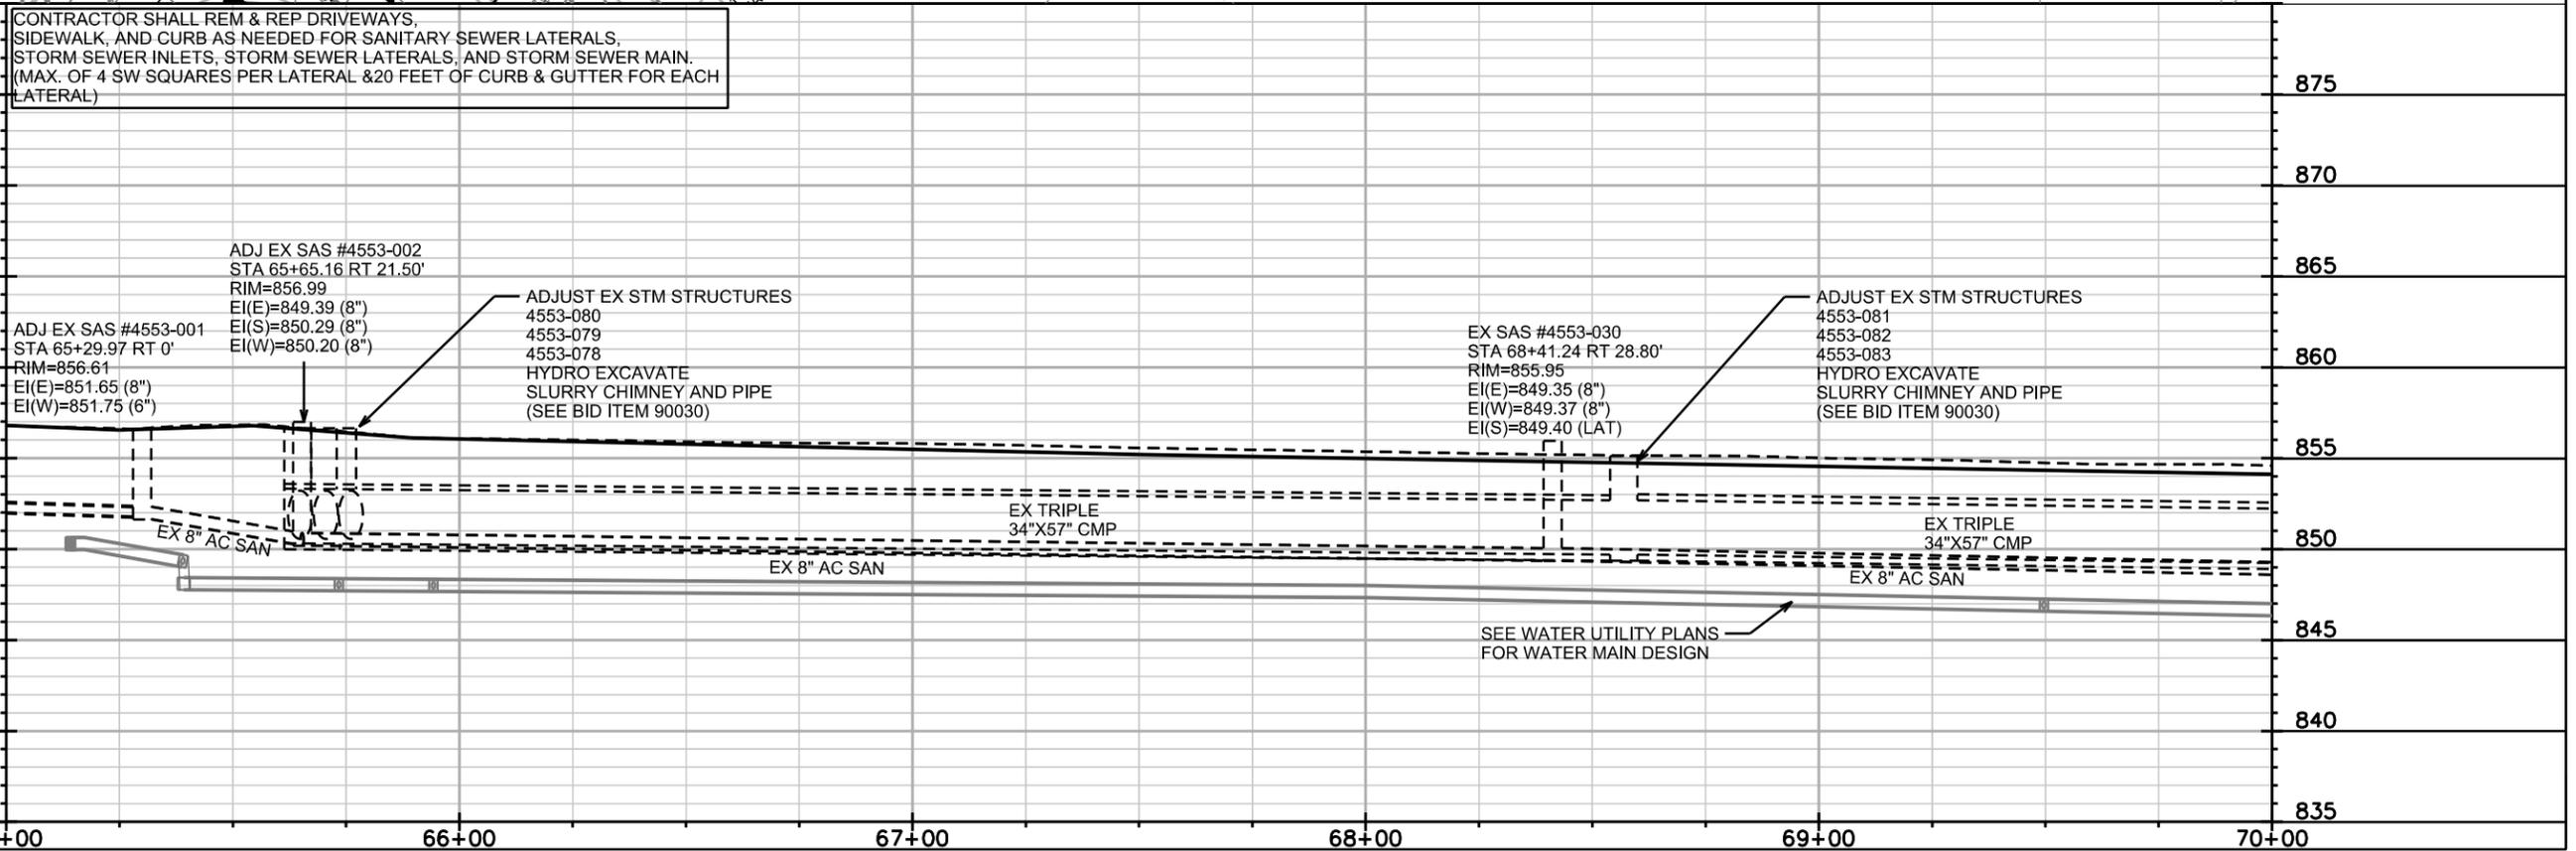 CONTRACTOR SHALL REM & REP DRIVEWAYS,
SIDEWALK, AND CURB AS NEEDED FOR SANITARY SEWER LATERALS,
STORM SEWER INLETS, STORM SEWER LATERALS, AND STORM SEWER MAIN.
(MAX. OF 4 SW SQUARES PER LATERAL &20 FEET OF CURB & GUTTER FOR EACH
LATERAL)
ADJ EX SAS #4553-001
STA 65+29.97 RT 0'
RIM=856.61
EI(E)=851.65 (8")
EI(W)=851.75 (6")
ADJ EX SAS #4553-002
STA 65+65.16 RT 21.50'
RIM=856.99
EI(E)=849.39 (8")
EI(S)=850.29 (8")
EI(W)=850.20 (8")
ADJUST EX STM STRUCTURES
4553-080
4553-079
4553-078
HYDRO EXCAVATE
SLURRY CHIMNEY AND PIPE
(SEE BID ITEM 90030)
EX SAS #4553-030
STA 68+41.24 RT 28.80'
RIM=855.95
EI(E)=849.35 (8")
EI(W)=849.37 (8")
EI(S)=849.40 (LAT)
ADJUST EX STM STRUCTURES
4553-081
4553-082
4553-083
HYDRO EXCAVATE
SLURRY CHIMNEY AND PIPE
(SEE BID ITEM 90030)
EX 8" AC SAN
EX TRIPLE
34"X57" CMP
EX 8" AC SAN
EX TRIPLE
34"X57" CMP
EX 8" AC SAN
SEE WATER UTILITY PLANS
FOR WATER MAIN DESIGN
875
870
865
860
855
850
845
840
835
+00
66+00
67+00
68+00
69+00
70+00